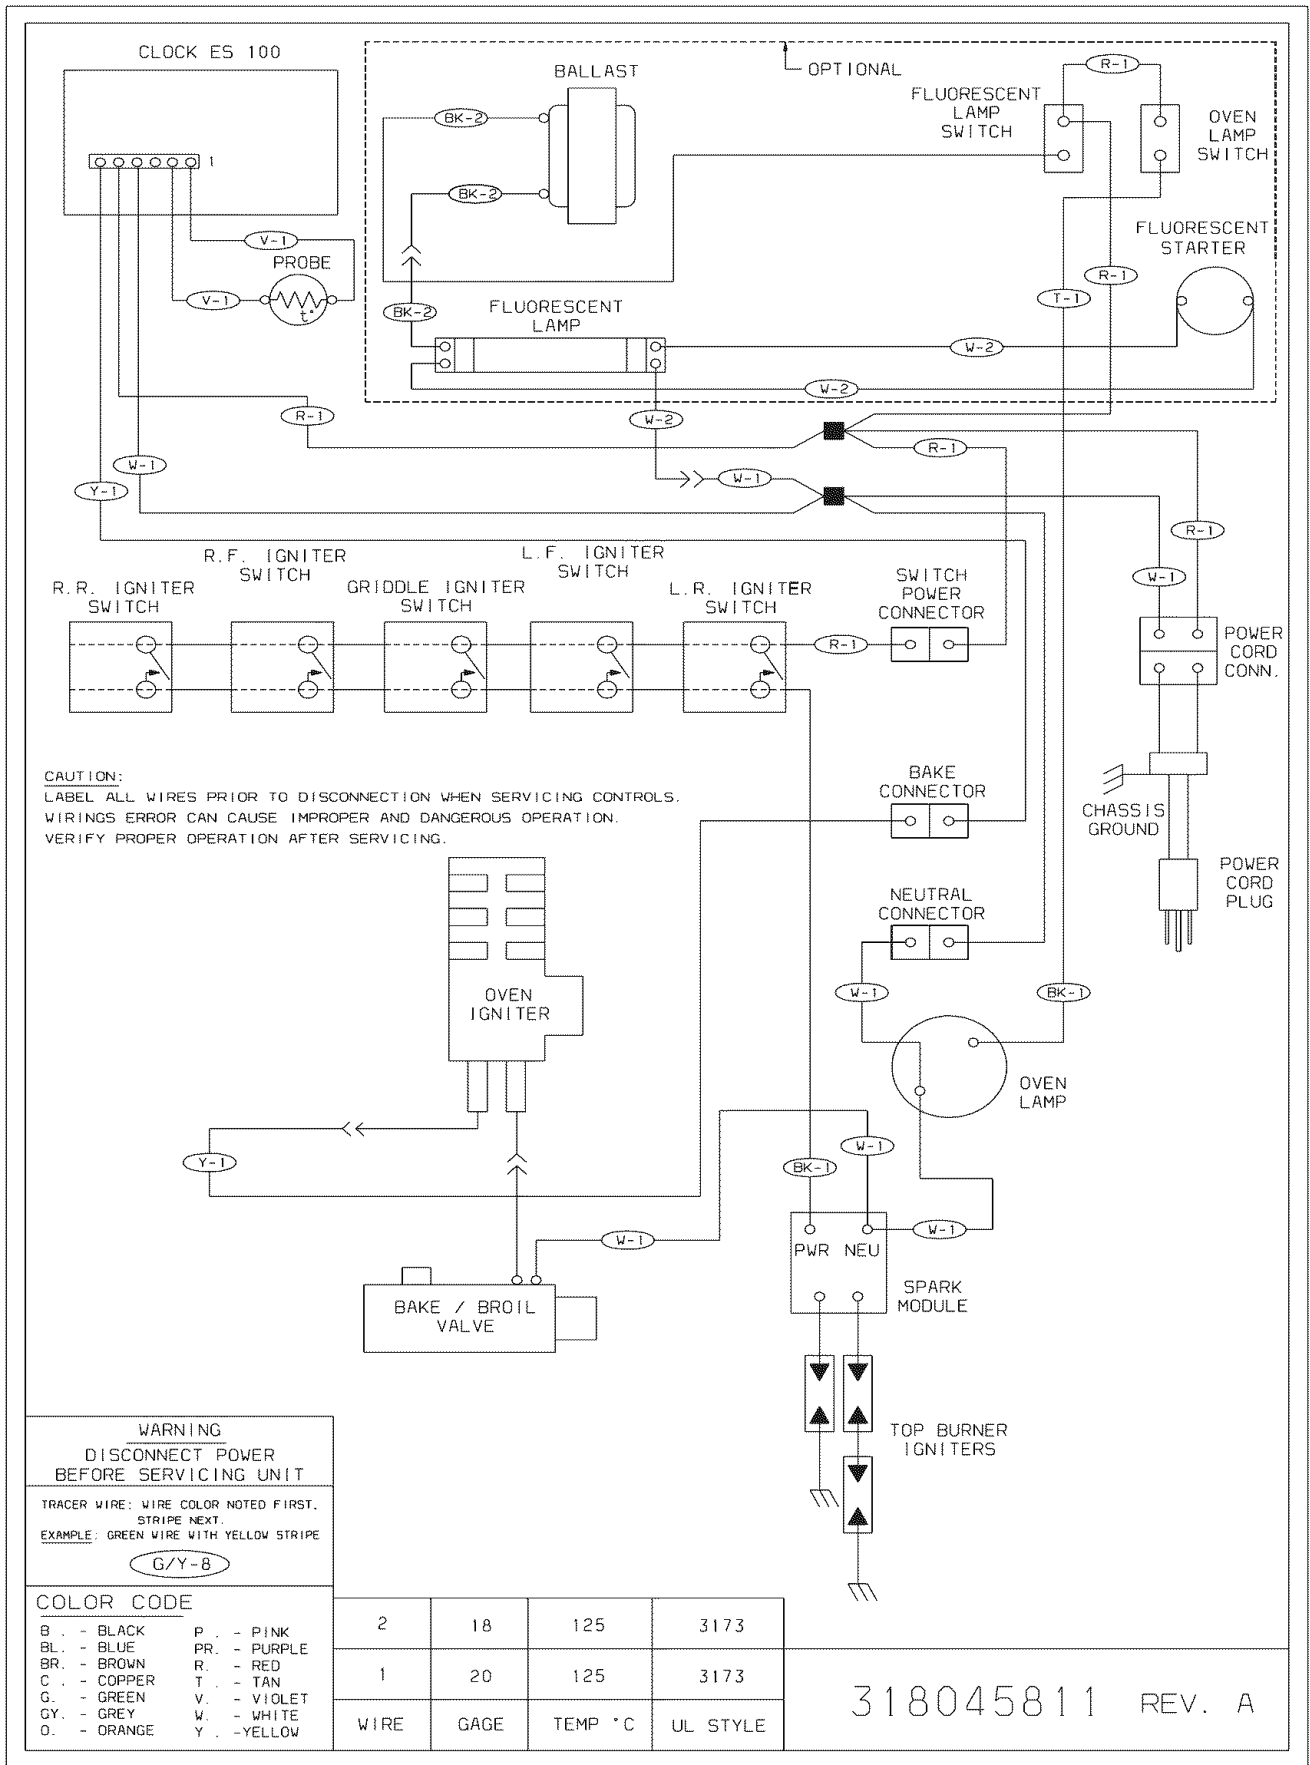 CLOCK ES 100
1
V-1
PROBE
V-1
t°
OPTIONAL
BALLAST
BK-2
BK-2
BK-2
FLUORESCENT
LAMP
FLUORESCENT
LAMP
SWITCH
R-1
OVEN
LAMP
SWITCH
FLUORESCENT
STARTER
R-1
T-1
W-2
W-2
R-1
W-2
R-1
W-1
W-1
Y-1
R-1
W-1
R.R. IGNITER
SWITCH
R.F. IGNITER
SWITCH
GRIDDLE IGNITER
SWITCH
L.F. IGNITER
SWITCH
L.R. IGNITER
SWITCH
R-1
SWITCH
POWER
CONNECTOR
POWER
CORD
CONN.
CAUTION:
LABEL ALL WIRES PRIOR TO DISCONNECTION WHEN SERVICING CONTROLS.
WIRINGS ERROR CAN CAUSE IMPROPER AND DANGEROUS OPERATION.
VERIFY PROPER OPERATION AFTER SERVICING.
BAKE
CONNECTOR
CHASSIS
GROUND
POWER
CORD
PLUG
NEUTRAL
CONNECTOR
OVEN
IGNITER
W-1
BK-1
OVEN
LAMP
Y-1
W-1
BK-1
W-1
W-1
PWR NEU
SPARK
MODULE
BAKE / BROIL
VALVE
TOP BURNER
IGNITERS
WARNING
DISCONNECT POWER
BEFORE SERVICING UNIT
TRACER WIRE: WIRE COLOR NOTED FIRST,
STRIPE NEXT.
EXAMPLE: GREEN WIRE WITH YELLOW STRIPE
G/Y-8
COLOR CODE
B . - BLACK P . - PINK
BL. - BLUE PR. - PURPLE
BR. - BROWN R. - RED
C . - COPPER T . - TAN
G. - GREEN V. - VIOLET
GY. - GREY W. - WHITE
O. - ORANGE Y . -YELLOW
2 18 125 3173
1 20 125 3173
WIRE GAGE TEMP °C UL STYLE
318045811 REV. A